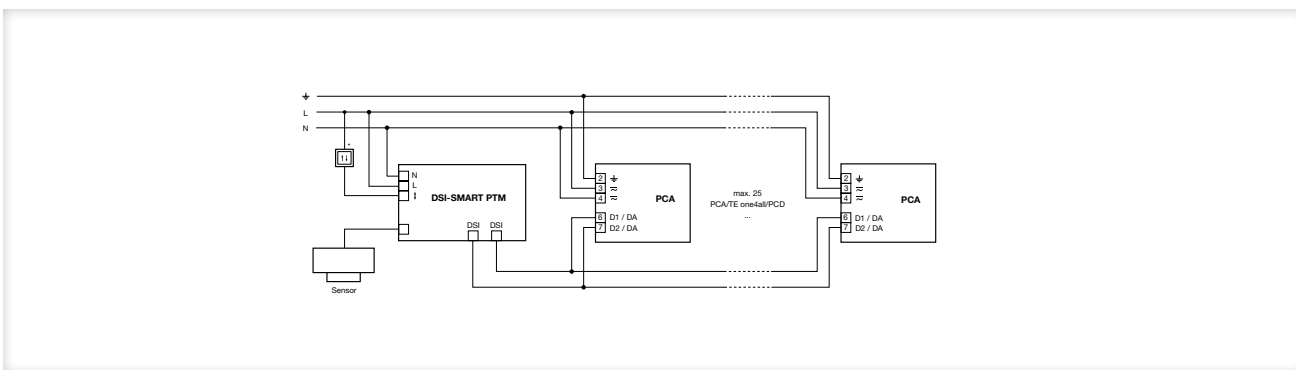 L
N
*
N
L
DSI-SMART PTM
DSI DSI
Sensor
2
3
4
PCA
6 D1 / DA
7 D2 / DA
max. 25
PCA/TE one4all/PCD
...
2
3
4
PCA
6 D1 / DA
7 D2 / DA